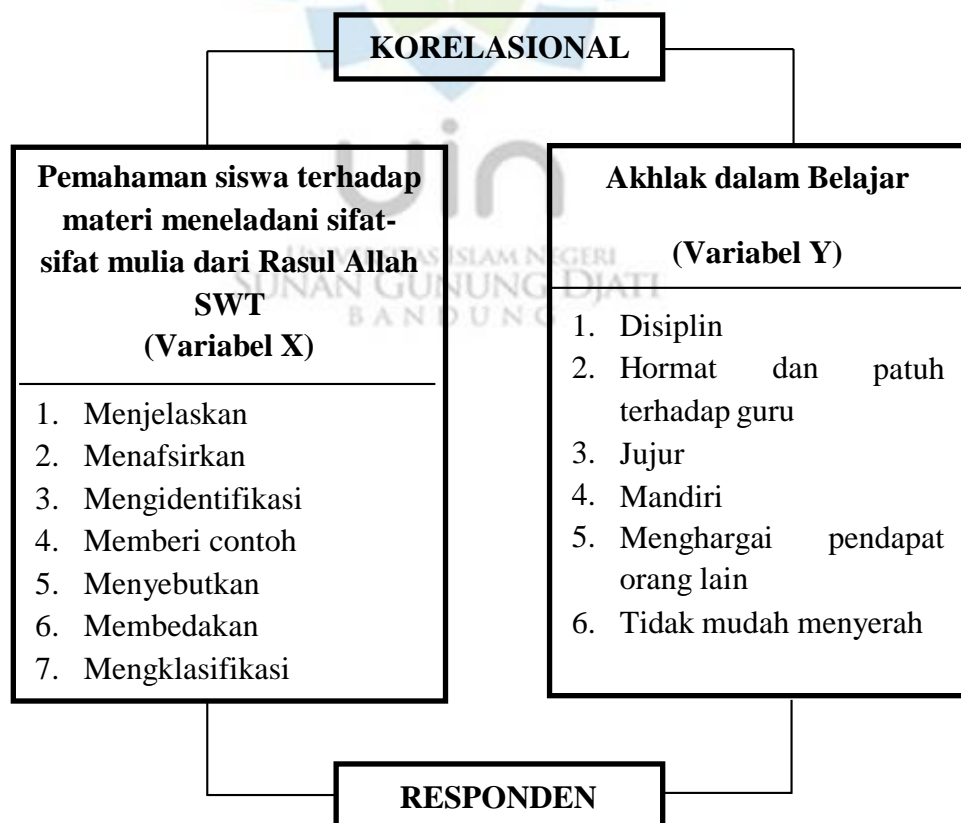 KORELASIONAL
Pemahaman siswa terhadap
materi meneladani sifat-
sifat mulia dari Rasul Allah
SWT
(Variabel X)
1. Menjelaskan
2. Menafsirkan
3. Mengidentifikasi
4. Memberi contoh
5. Menyebutkan
6. Membedakan
7. Mengklasifikasi
Akhlak dalam Belajar
(Variabel Y)
1. Disiplin
2. Hormat dan patuh
terhadap guru
3. Jujur
4. Mandiri
5. Menghargai pendapat
orang lain
6. Tidak mudah menyerah
uin
UNIVERSITAS ISLAM NEGERI
SUNAN GUNUNG DJATI
BANDUNG
RESPONDEN